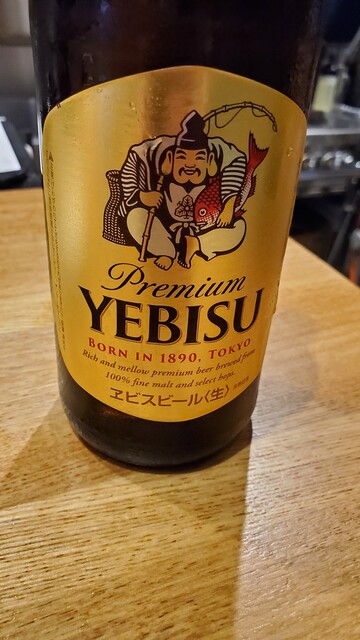 Premium
YEBISU
BORN IN 1890, TOKYO
Rich and mellow premium beer brewed from
100% fine malt and select hops.
ヱビスビール〈生〉